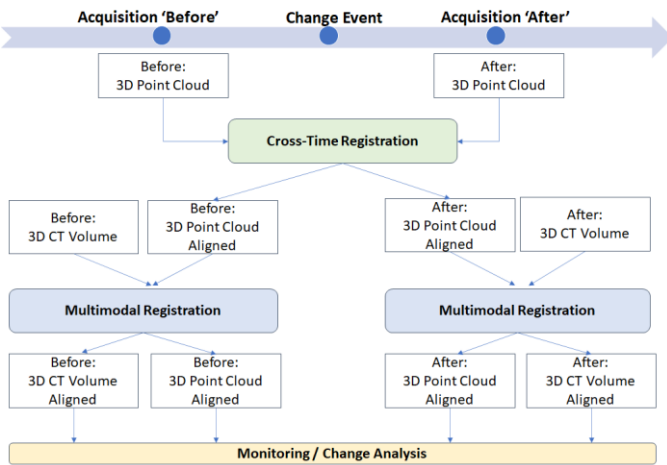 Acquisition ‘Before’
Change Event
Acquisition ‘After’
Before:
3D Point Cloud
After:
3D Point Cloud
Cross-Time Registration
Before:
3D CT Volume
Before:
3D Point Cloud
Aligned
After:
3D Point Cloud
Aligned
After:
3D CT Volume
Multimodal Registration
Multimodal Registration
Before:
3D CT Volume
Aligned
Before:
3D Point Cloud
Aligned
After:
3D Point Cloud
Aligned
After:
3D CT Volume
Aligned
Monitoring / Change Analysis